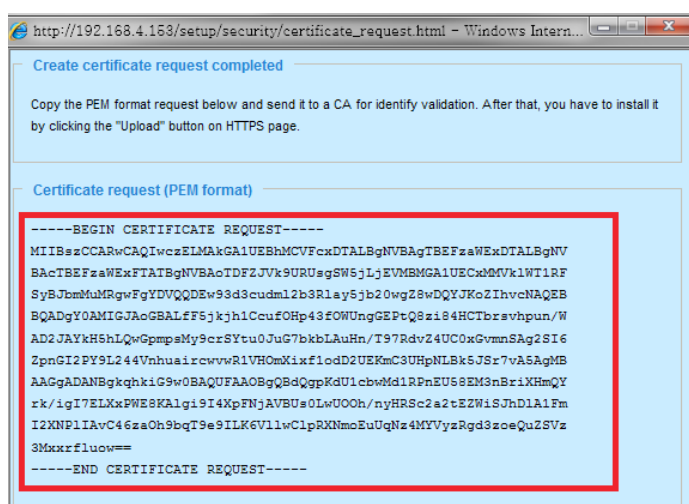 http://192.168.4.153/setup/security/certificate_request.html - Windows Intern...
Create certificate request completed
Copy the PEM format request below and send it to a CA for identify validation. After that, you have to install it
by clicking the "Upload" button on HTTPS page.
Certificate request (PEM format)
-----BEGIN CERTIFICATE REQUEST-----
MIIBszCCARwCAQIwczELMAkGA1UEBhMCVFcxDTALBgNVBAgTBEFzaWExDTALBgNV
BAcTBEFzaWExFTATBgNVBAoTDFZJVk9URUsgSW5jLjEVMBMGA1UECxMMVklWT1RF
SyBJbmMuMRgwFgYDVQQDEw93d3cudml2b3Rlay5jb20wgZ8wDQYJKoZIhvcNAQEB
BQADgY0AMIGJAoGBALfF5jkjh1CcufOHp43fOWUngGEPtQ8zi84HCTbrsvhpun/W
AD2JAYkH5hLQwGpmpsMy9crSYtu0JuG7bkbLAuHn/T97RdvZ4UC0xGvmnSAg2SI6
ZpnGI2PY9L244VnhuaircwvwR1VHOmXixf1odD2UEKmC3UHpNLBk5JSr7vA5AgMB
AAGgADANBgkqhkiG9w0BAQUFAAOBgQBdQgpKdU1cbwMd1RPnEU58EM3nBriXHmQY
rk/igI7ELXxPWE8KAlgi9I4XpFNjAVBUs0LwUOOh/nyHRSc2a2tEZWiSJhDlA1Fm
I2XNPlIAvC46zaOh9bqT9e9ILK6VllwClpRXNmoEuUqNz4MYVyzRgd3zoeQuZSVz
3Mxxrfluow==
-----END CERTIFICATE REQUEST-----